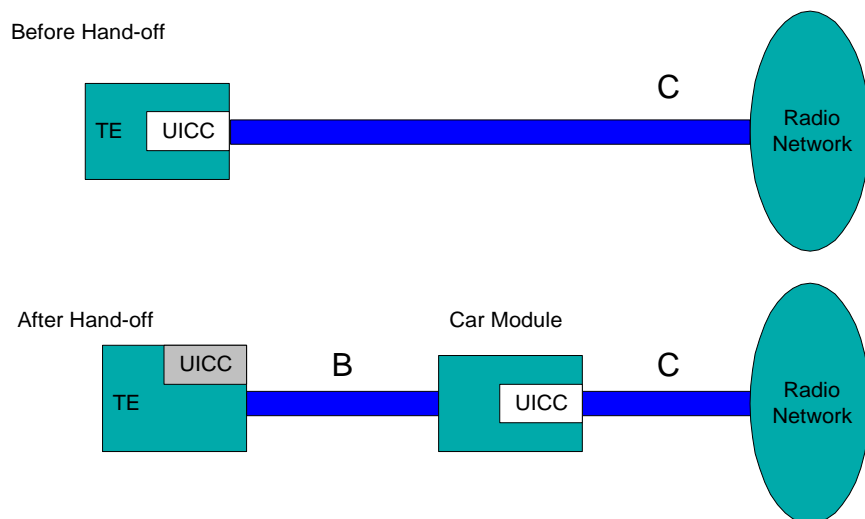 Before Hand-off
C
TE
UICC
Radio
Network
After Hand-off
Car Module
UICC
B
C
TE
UICC
Radio
Network